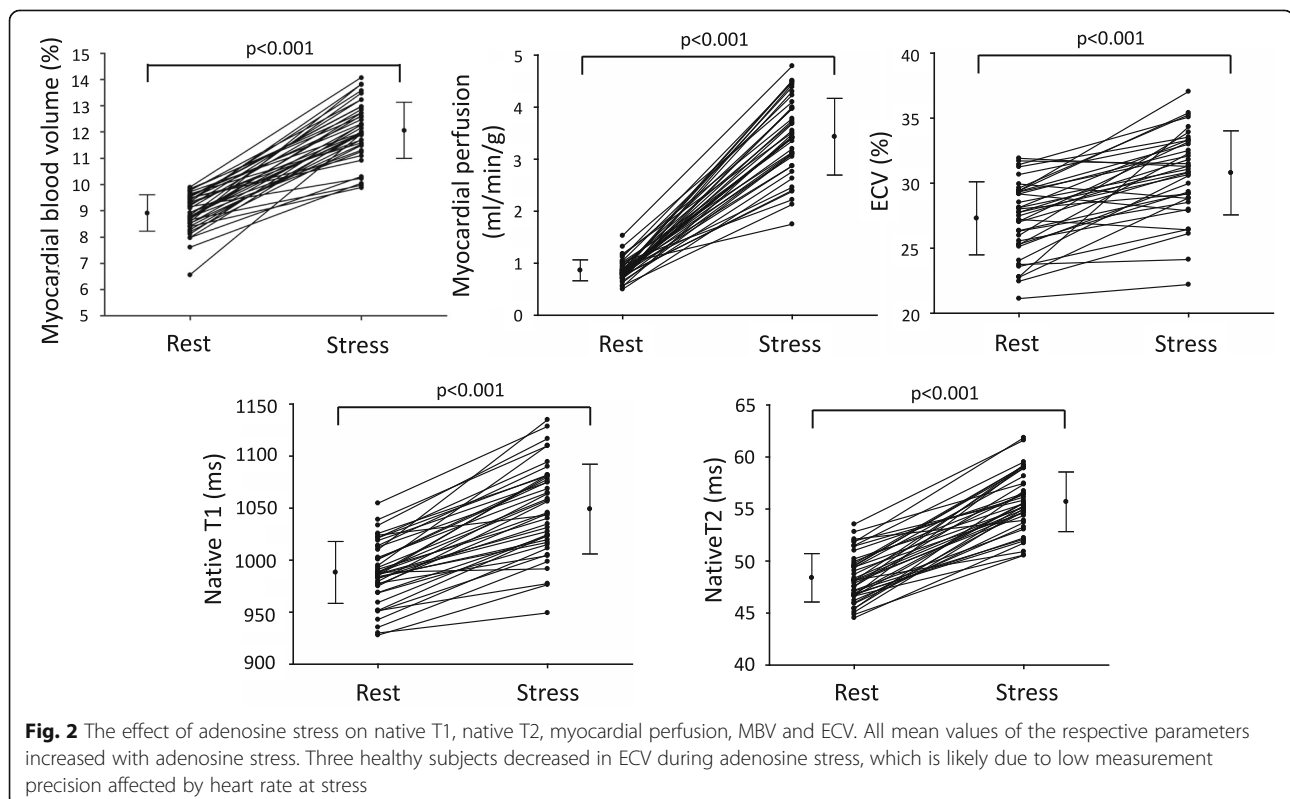 p<0.001
Myocardial blood volume (%)
15
14
13
12
11
10
9
8
7
6
5
Rest Stress
p<0.001
Myocardial perfusion
(ml/min/g)
5
4
3
2
1
0
Rest Stress
p<0.001
ECV (%)
40
35
30
25
20
Rest Stress
p<0.001
Native T1 (ms)
1150
1100
1050
1000
950
900
Rest Stress
p<0.001
NativeT2 (ms)
65
60
55
50
45
40
Rest Stress
Fig. 2 The effect of adenosine stress on native T1, native T2, myocardial perfusion, MBV and ECV. All mean values of the respective parameters
increased with adenosine stress. Three healthy subjects decreased in ECV during adenosine stress, which is likely due to low measurement
precision affected by heart rate at stress